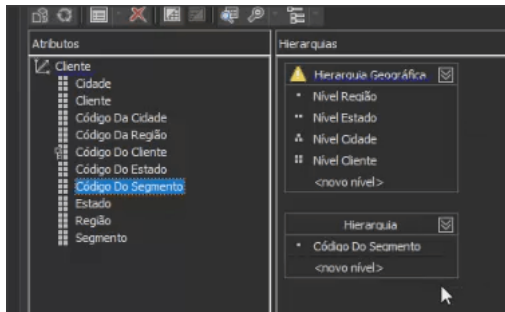 Atributos
Cliente
Cidade
Cliente
Código Da Cidade
Código Da Região
Código Do Cliente
Código Do Estado
Código Do Segmento
Estado
Região
Segmento
Hierarquias
Hierarquia Geográfica
Nível Região
Nível Estado
Nível Cidade
Nível Cliente
<novo nível>
Hierarquia
Código Do Segmento
<novo nível>